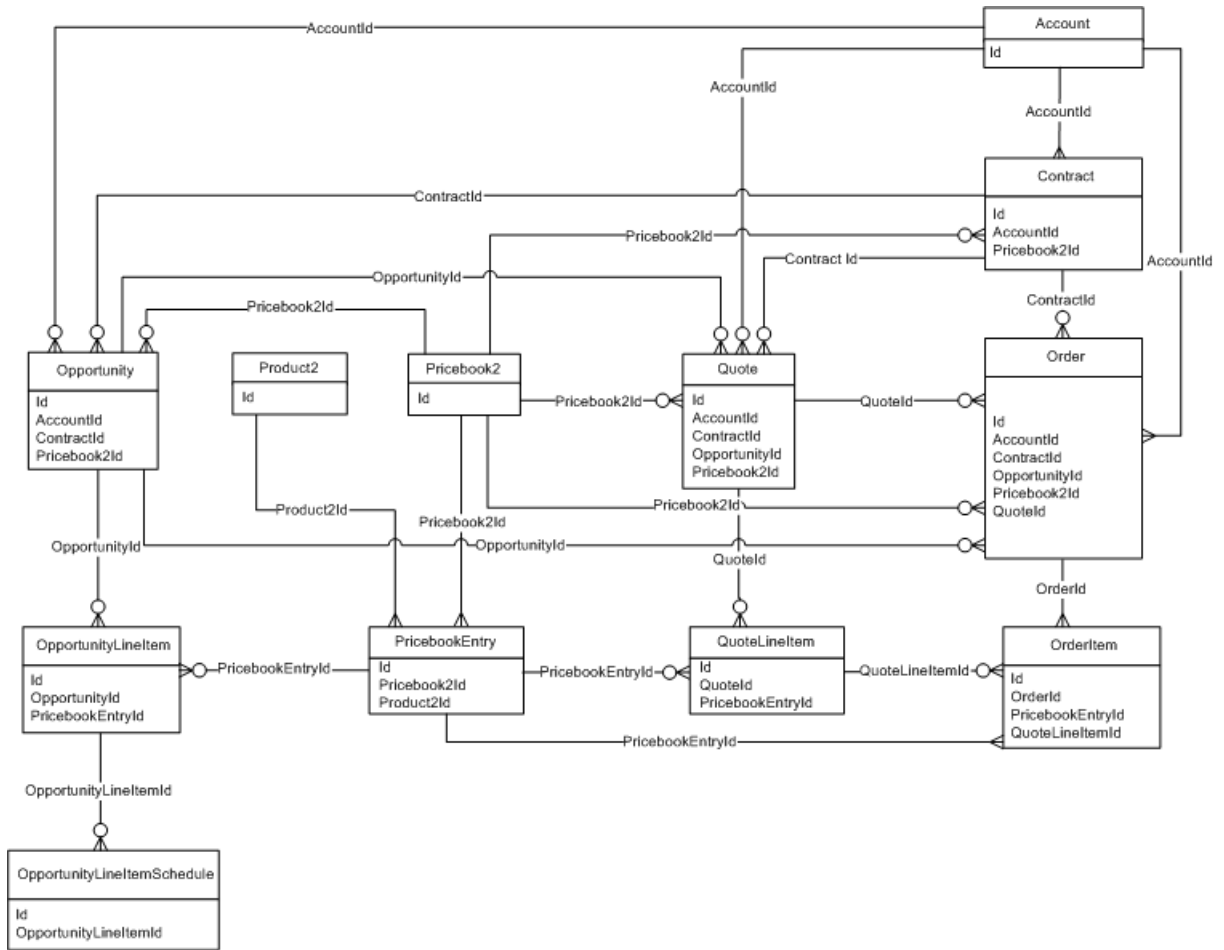 AccountId
Account
Id
AccountId
AccountId
AccountId
Contract
Id
AccountId
Pricebook2Id
ContractId
Pricebook2Id
Contract Id
OpportunityId
Pricebook2Id
ContractId
Opportunity
Id
AccountId
ContractId
Pricebook2Id
Product2
Id
Pricebook2
Id
Pricebook2Id
Quote
Id
AccountId
ContractId
OpportunityId
Pricebook2Id
QuoteId
Order
Id
AccountId
ContractId
OpportunityId
Pricebook2Id
QuoteId
Product2Id
Pricebook2Id
Pricebook2Id
OpportunityId
OpportunityId
QuoteId
OrderId
OpportunityLineItem
Id
OpportunityId
PricebookEntryId
PricebookEntryId
PricebookEntry
Id
Pricebook2Id
Product2Id
PricebookEntryId
QuoteLineItem
Id
QuoteId
PricebookEntryId
QuoteLineItemId
OrderItem
Id
OrderId
PricebookEntryId
QuoteLineItemId
PricebookEntryId
OpportunityLineItemId
OpportunityLineItemSchedule
Id
OpportunityLineItemId